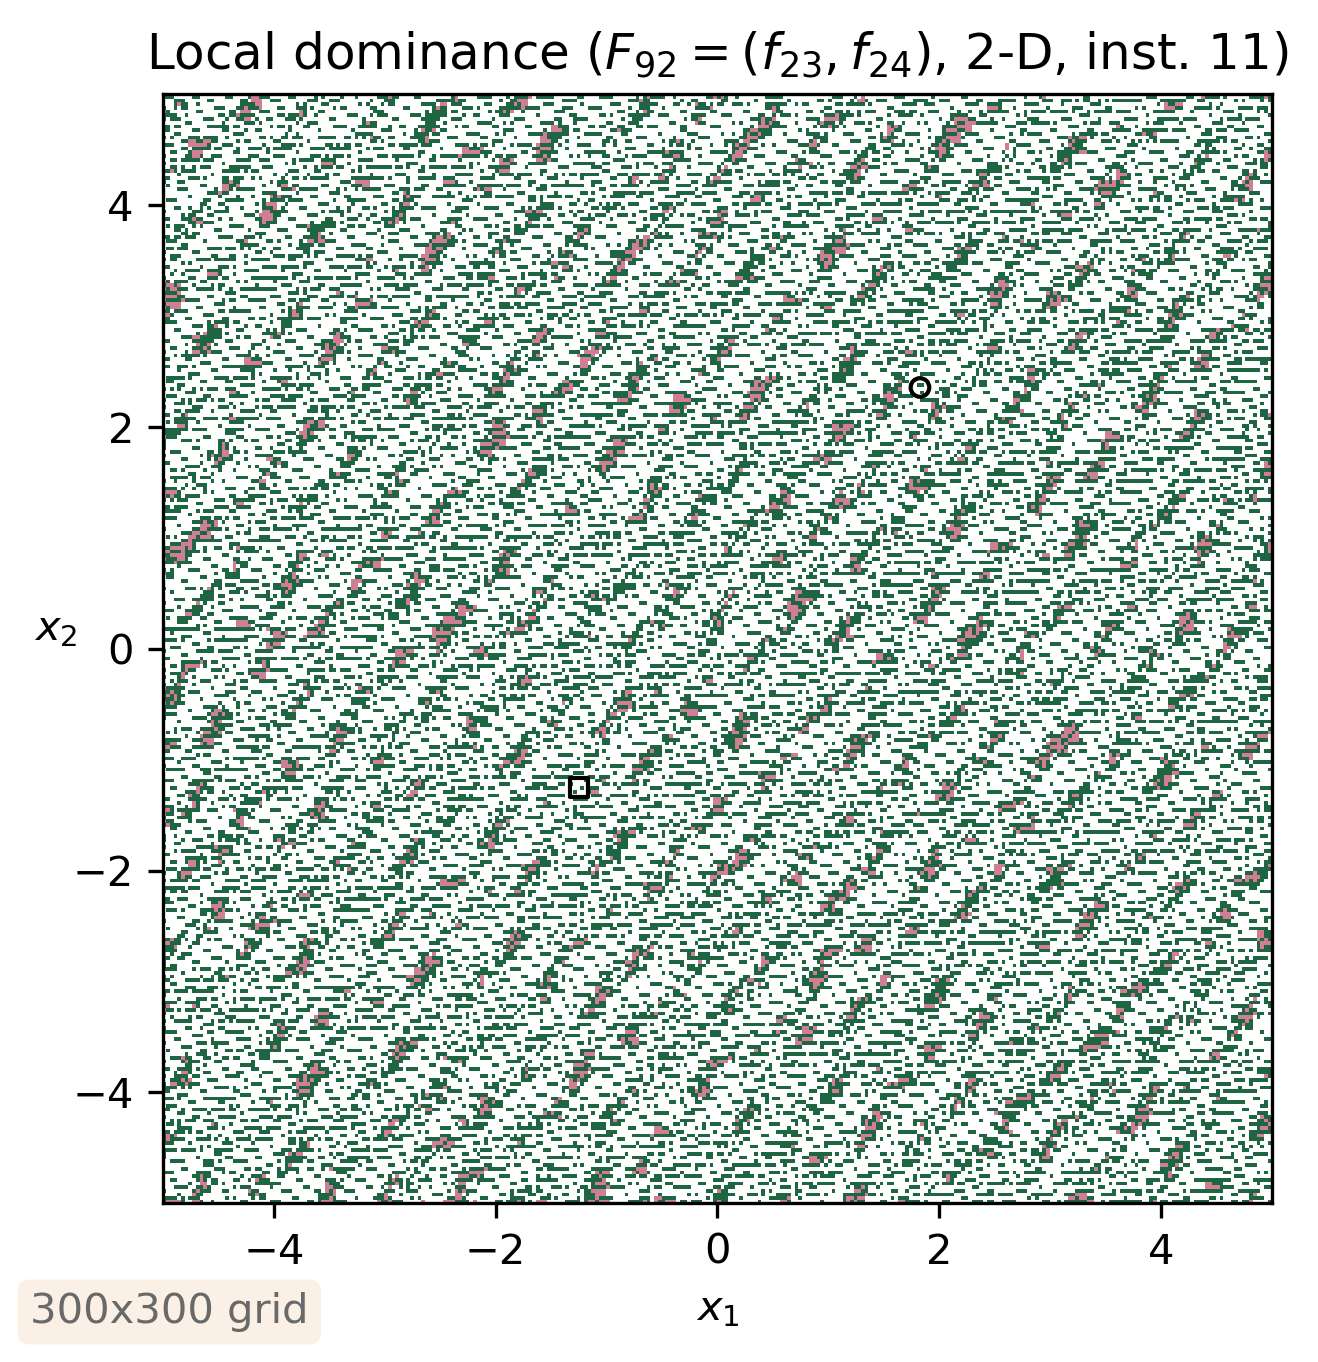 Local dominance (F₉₂ = (f₂₃, f₂₄), 2-D, inst. 11)
4
2
x₂
0
−2
−4
−4
−2
0
2
4
x₁
300x300 grid